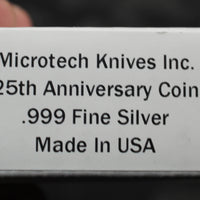 Microtech Knives Inc.
25th Anniversary Coin
.999 Fine Silver
Made In USA